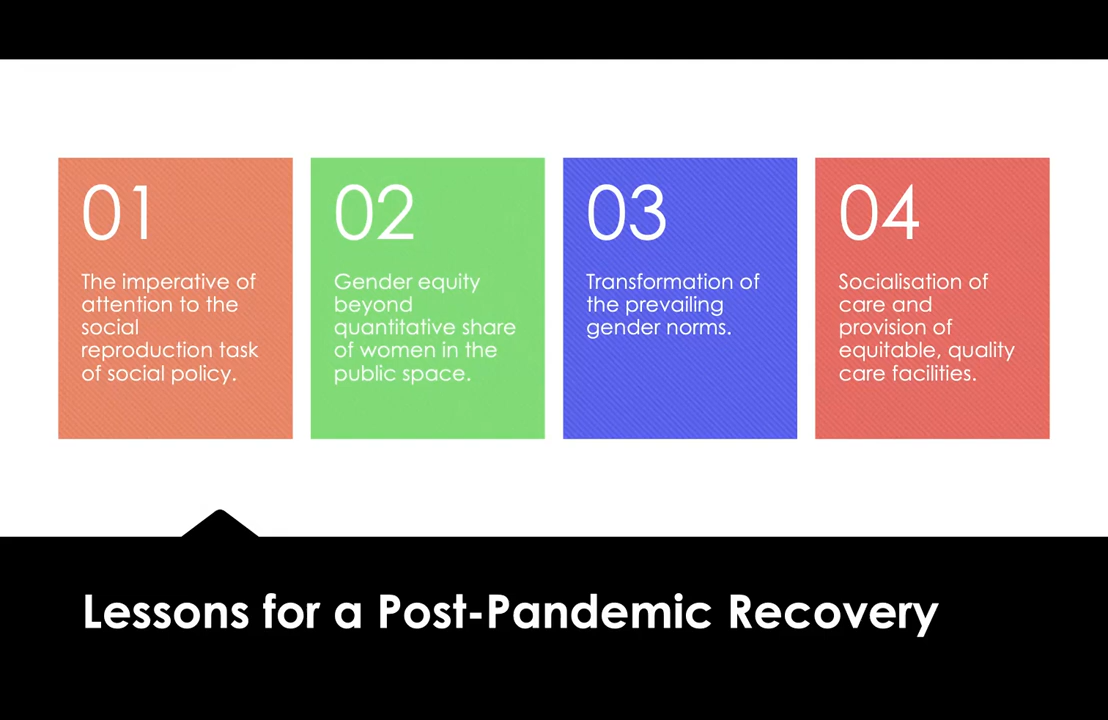 01
The imperative of
attention to the
social
reproduction task
of social policy.
02
Gender equity
beyond
quantitative share
of women in the
public space.
03
Transformation of
the prevailing
gender norms.
04
Socialisation of
care and
provision of
equitable, quality
care facilities.
Lessons for a Post-Pandemic Recovery